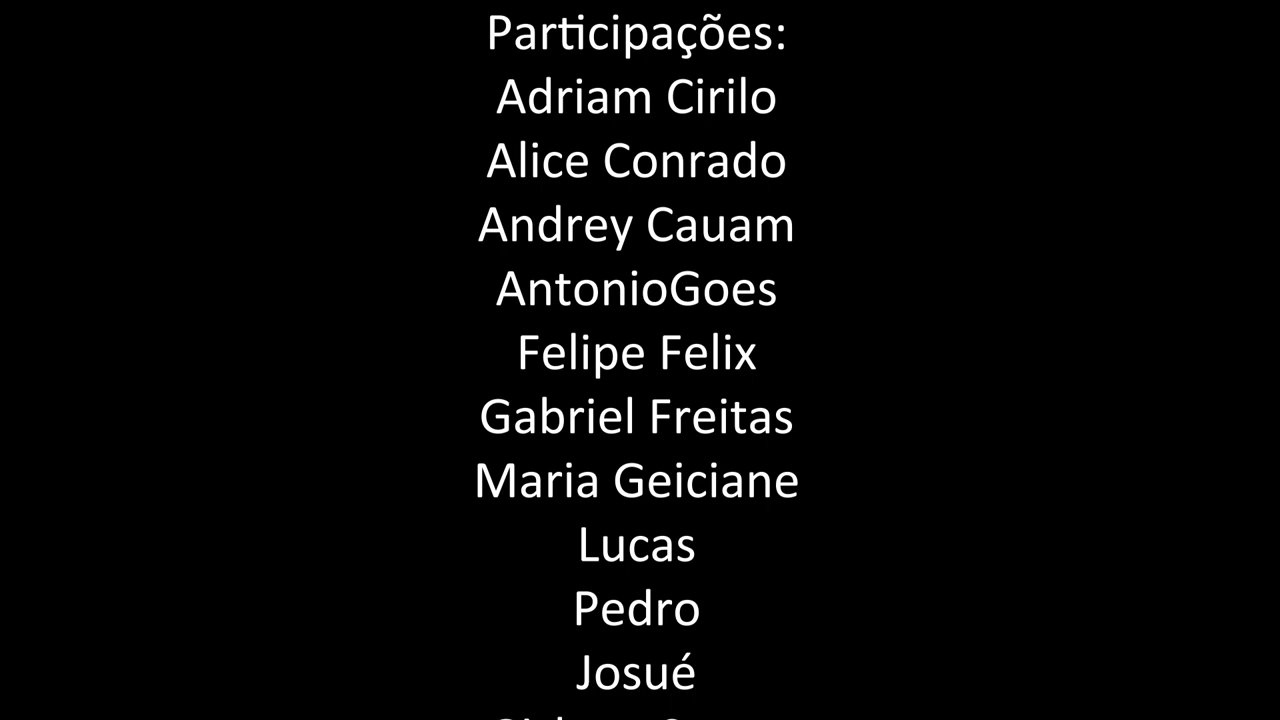 Participações:
Adriam Cirilo
Alice Conrado
Andrey Cauam
AntonioGoes
Felipe Felix
Gabriel Freitas
Maria Geiciane
Lucas
Pedro
Josué